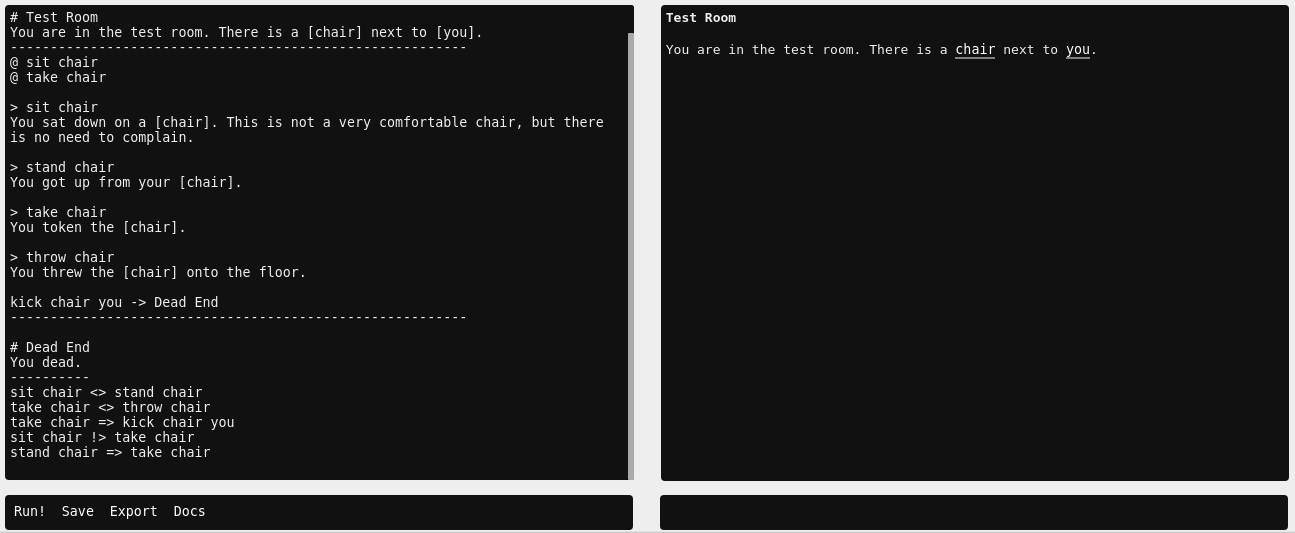 # Test Room
You are in the test room. There is a [chair] next to [you].
---------------------------------------------------------
@ sit chair
@ take chair
> sit chair
You sat down on a [chair]. This is not a very comfortable chair, but there
is no need to complain.
> stand chair
You got up from your [chair].
> take chair
You token the [chair].
> throw chair
You threw the [chair] onto the floor.
kick chair you -> Dead End
---------------------------------------------------------
# Dead End
You dead.
----------
sit chair <> stand chair
take chair <> throw chair
take chair => kick chair you
sit chair !> take chair
stand chair => take chair
Run! Save Export Docs
Test Room
You are in the test room. There is a chair next to you.